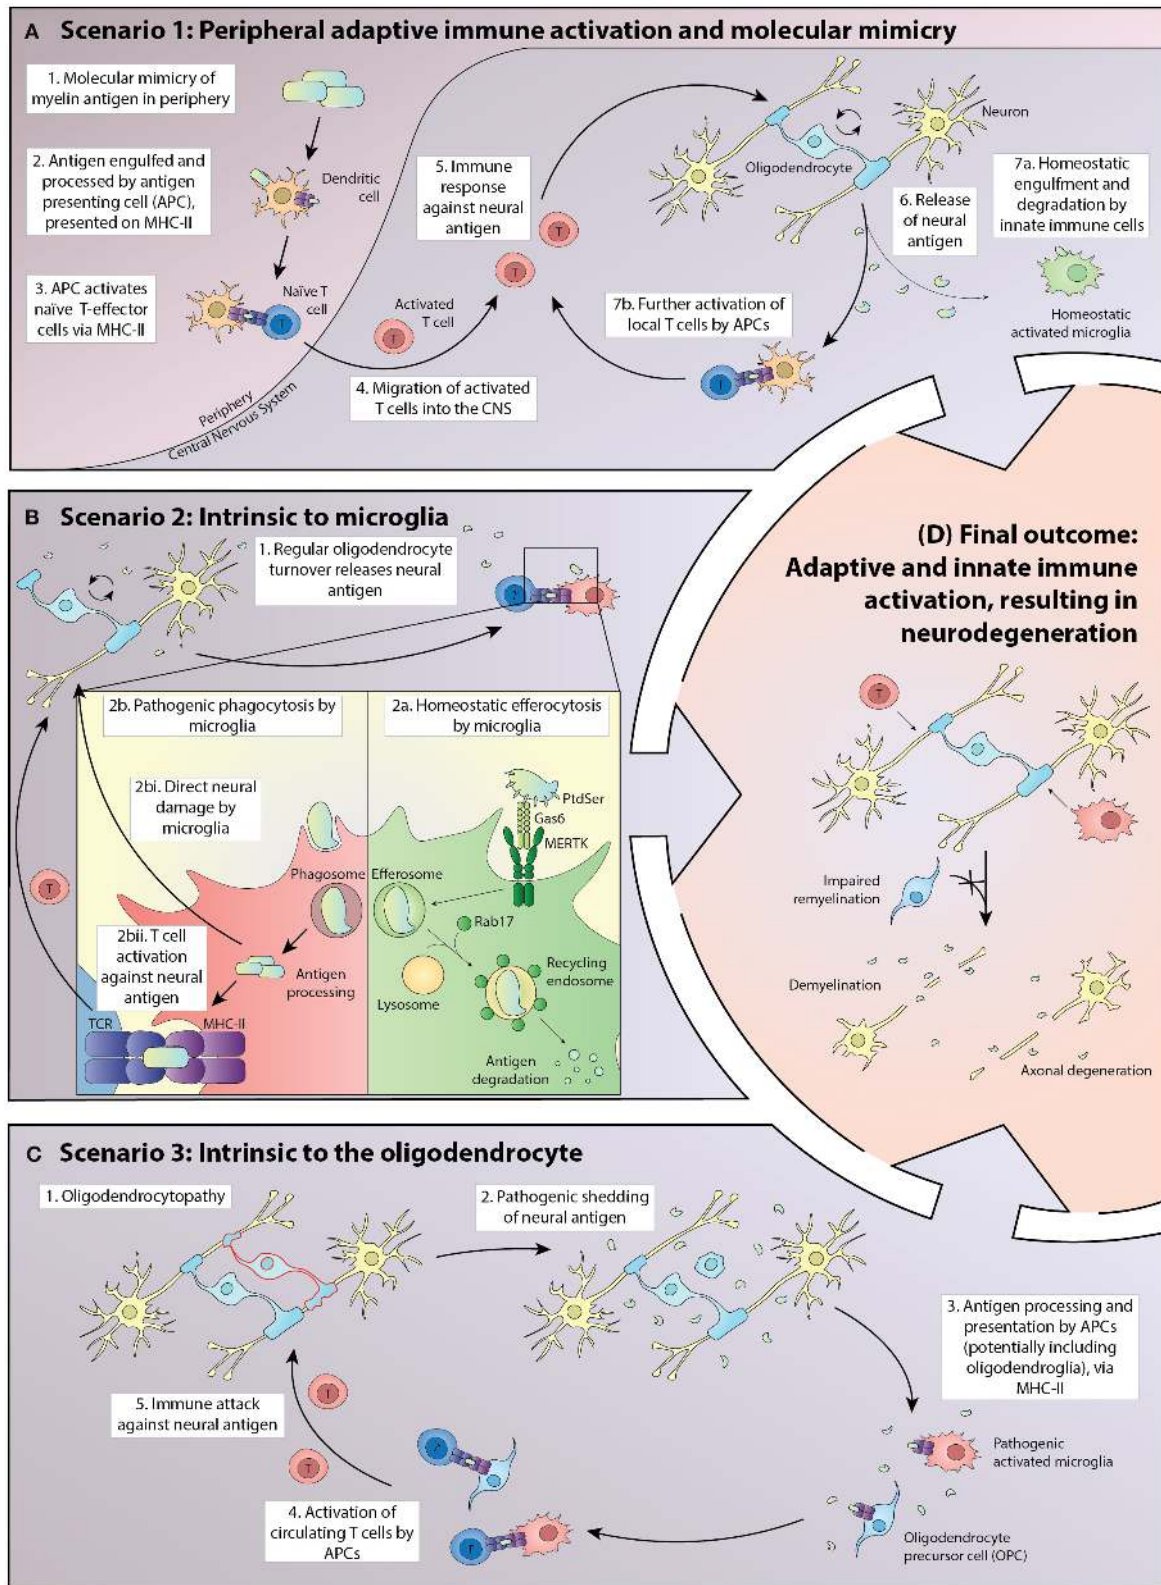 A Scenario 1: Peripheral adaptive immune activation and molecular mimicry
1. Molecular mimicry of
myelin antigen in periphery
2. Antigen engulfed and
processed by antigen
presenting cell (APC),
presented on MHC-II
Dendritic
cell
3. APC activates
naïve T-effector
cells via MHC-II
Naïve T
cell
T
Periphery
Central Nervous System
Activated
T cell
T
4. Migration of activated
T cells into the CNS
5. Immune
response
against neural
antigen
T
T
Oligodendrocyte
Neuron
6. Release
of neural
antigen
7a. Homeostatic
engulfment and
degradation by
innate immune cells
Homeostatic
activated microglia
7b. Further activation of
local T cells by APCs
T
B Scenario 2: Intrinsic to microglia
1. Regular oligodendrocyte
turnover releases neural
antigen
2b. Pathogenic phagocytosis by
microglia
2a. Homeostatic efferocytosis
by microglia
2bi. Direct neural
damage by
microglia
PtdSer
Gas6
MERTK
Phagosome
Efferosome
T
Rab17
2bii. T cell
activation
against neural
antigen
Antigen
processing
Lysosome
Recycling
endosome
TCR
MHC-II
Antigen
degradation
(D) Final outcome:
Adaptive and innate immune
activation, resulting in
neurodegeneration
T
Impaired
remyelination
Demyelination
Axonal degeneration
C Scenario 3: Intrinsic to the oligodendrocyte
1. Oligodendrocytopathy
2. Pathogenic shedding
of neural antigen
3. Antigen processing and
presentation by APCs
(potentially including
oligodendroglia), via
MHC-II
Pathogenic
activated microglia
Oligodendrocyte
precursor cell (OPC)
4. Activation of
circulating T cells by
APCs
T
T
5. Immune attack
against neural antigen